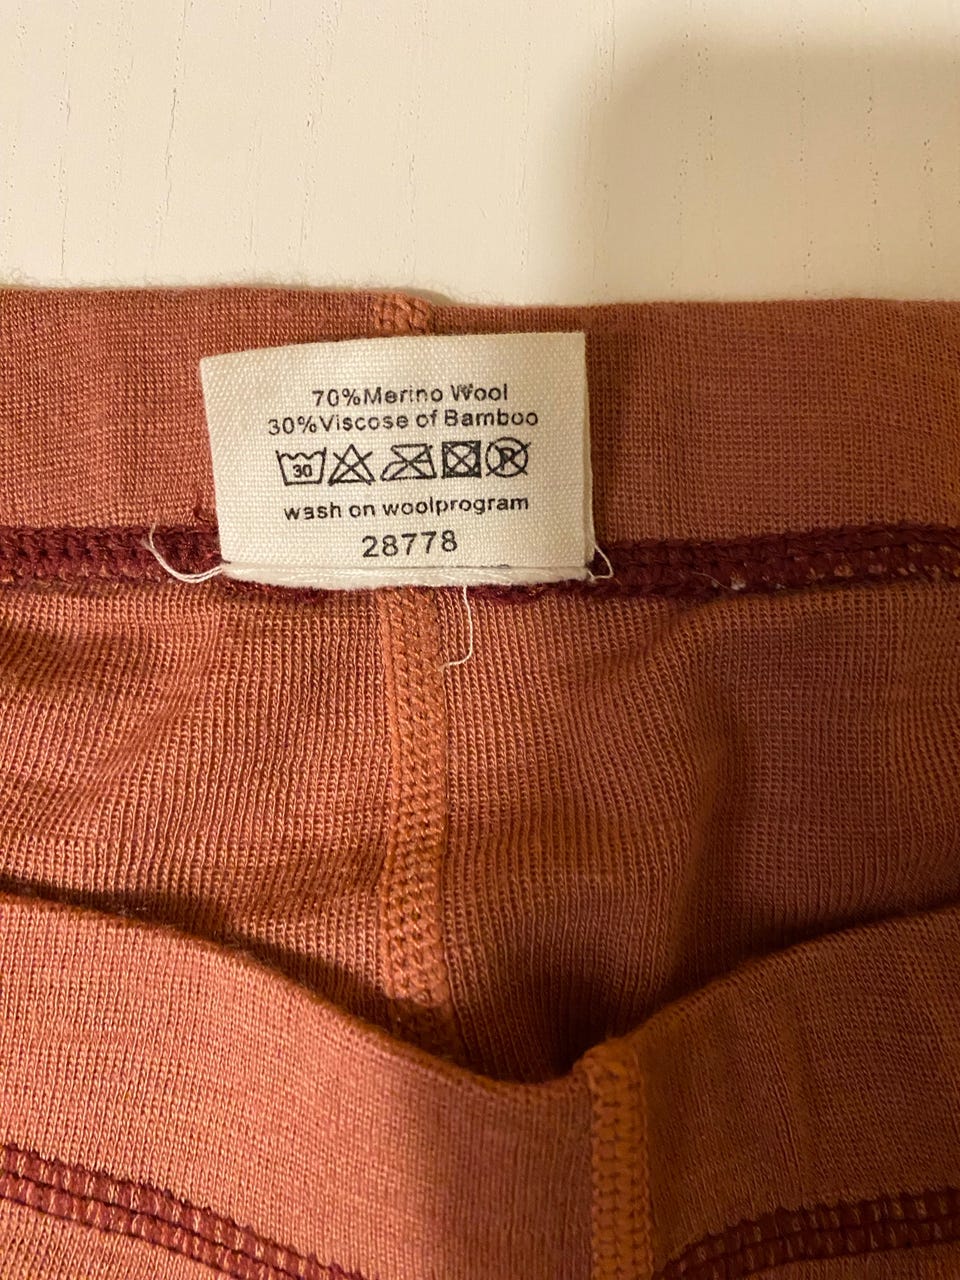 70%Merino Wool
30%Viscose of Bamboo
30 P
wash on woolprogram
28778